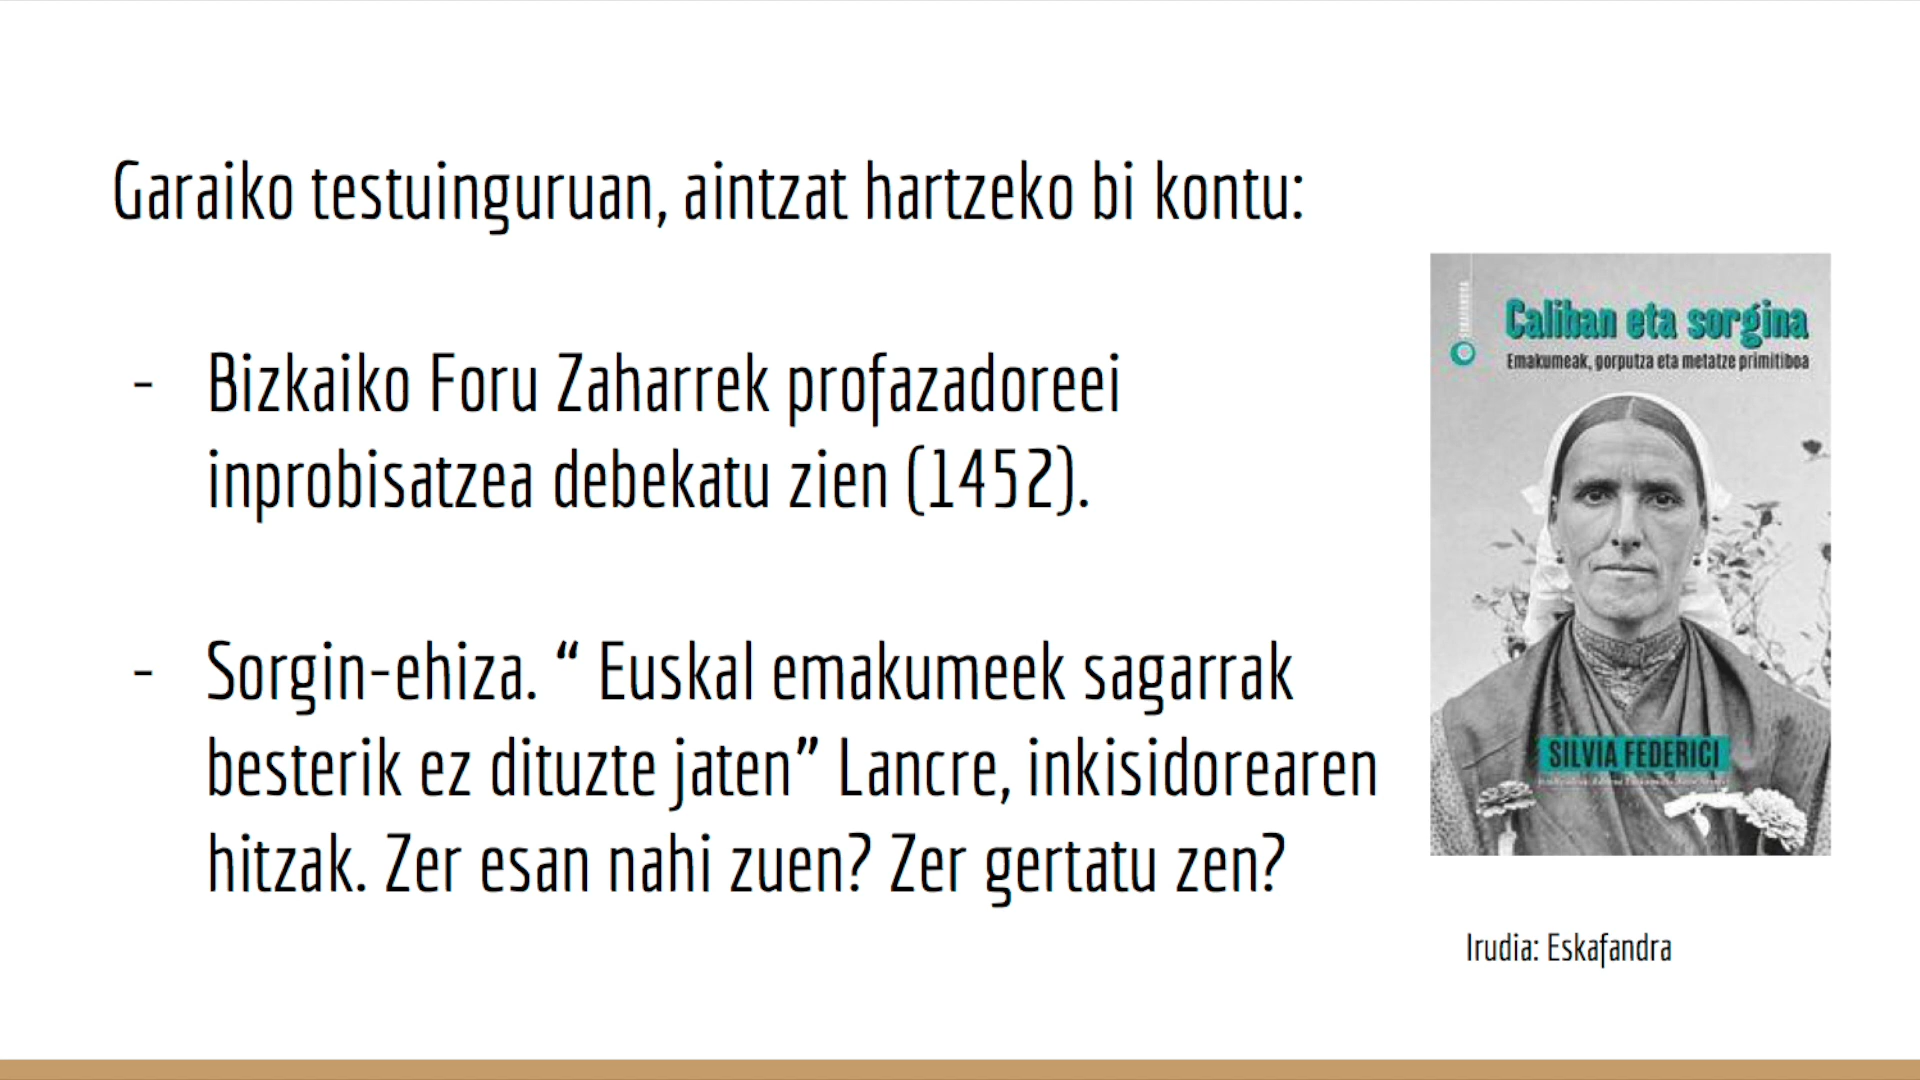 Garaiko testuinguruan, aintzat hartzeko bi kontu:
- Bizkaiko Foru Zaharrek profazadoreei
inprobisatzea debekatu zien (1452).
- Sorgin-ehiza. “ Euskal emakumeek sagarrak
besterik ez dituzte jaten” Lancre, inkisidorearen
hitzak. Zer esan nahi zuen? Zer gertatu zen?
ESKAFANDRA
Caliban eta sorgina
Emakumeak, gorputza eta metatze primitiboa
SILVIA FEDERICI
Irudia: Eskafandra